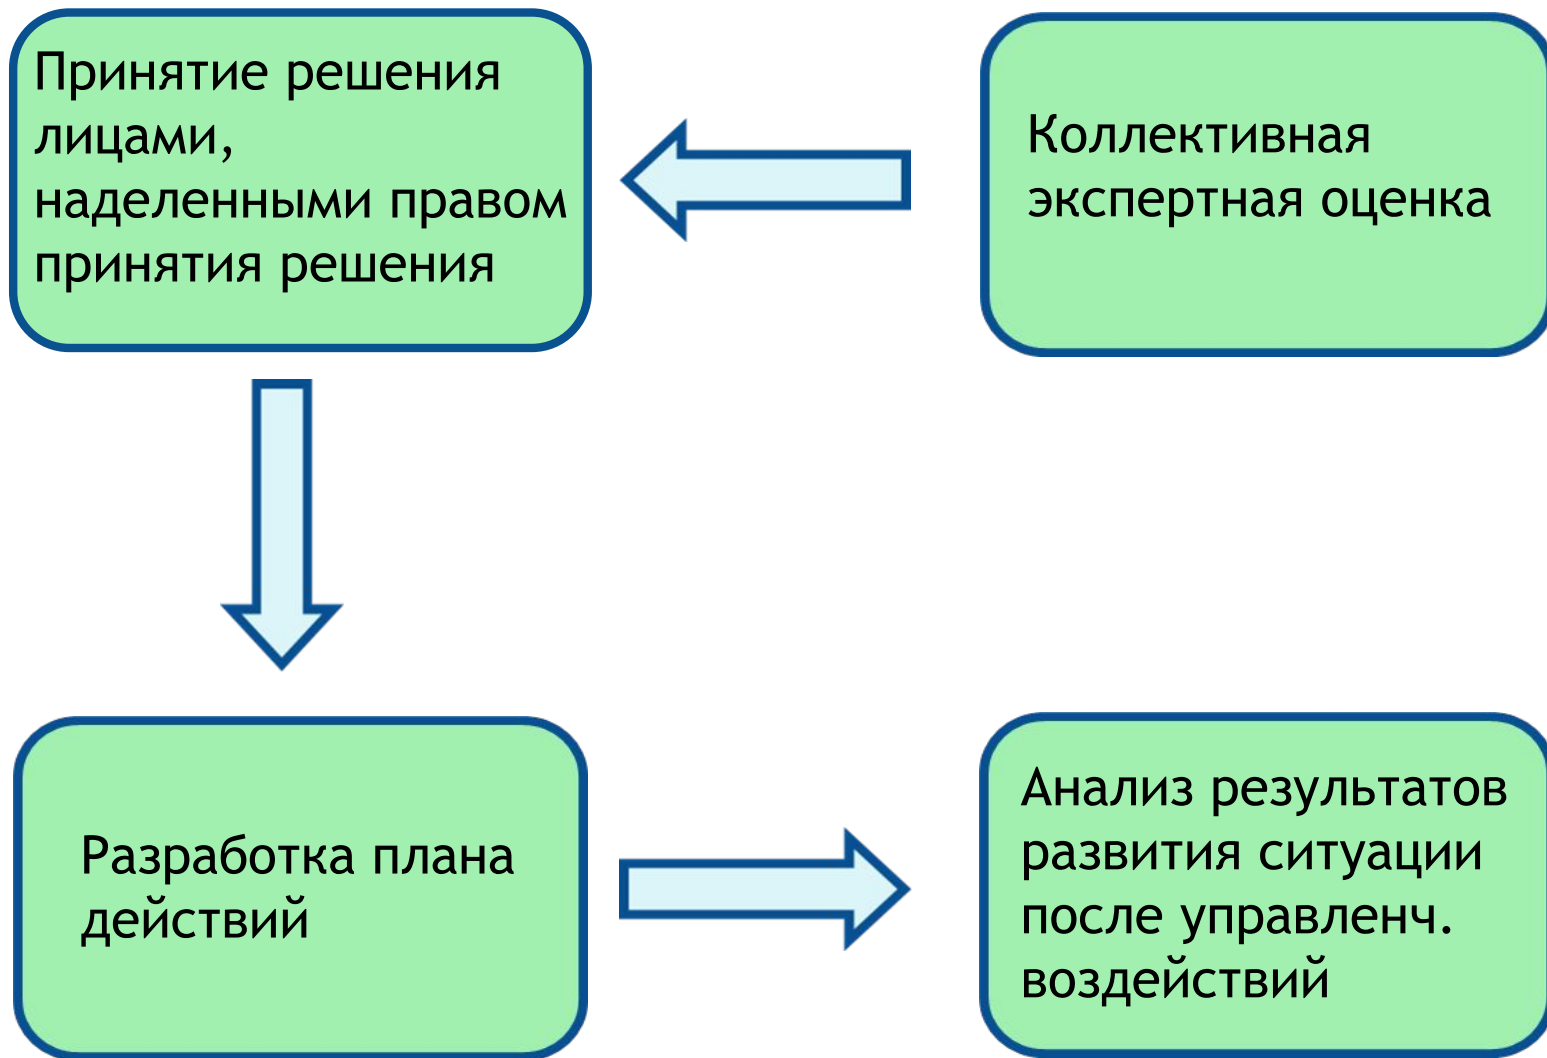 Принятие решения
лицами,
наделенными правом
принятия решения
Коллективная
экспертная оценка
Разработка плана
действий
Анализ результатов
развития ситуации
после управленч.
воздействий